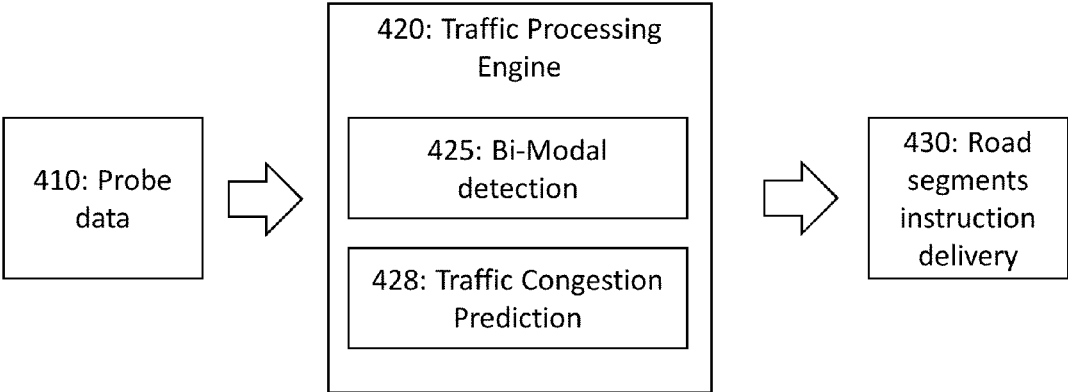 410: Probe
data
420: Traffic Processing
Engine
425: Bi-Modal
detection
428: Traffic Congestion
Prediction
430: Road
segments
instruction
delivery